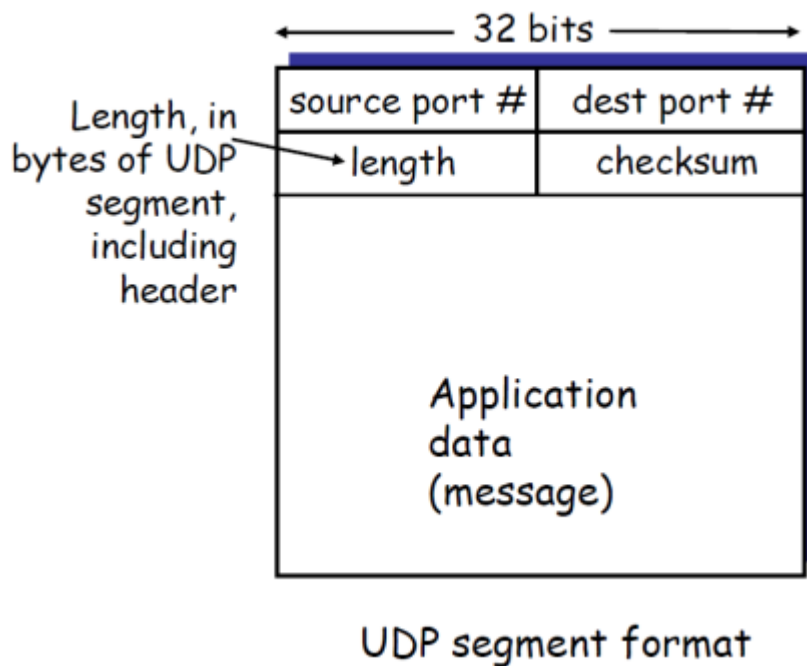 32 bits
source port # dest port #
Length, in
bytes of UDP
segment,
including
header
length checksum
Application
data
(message)
UDP segment format